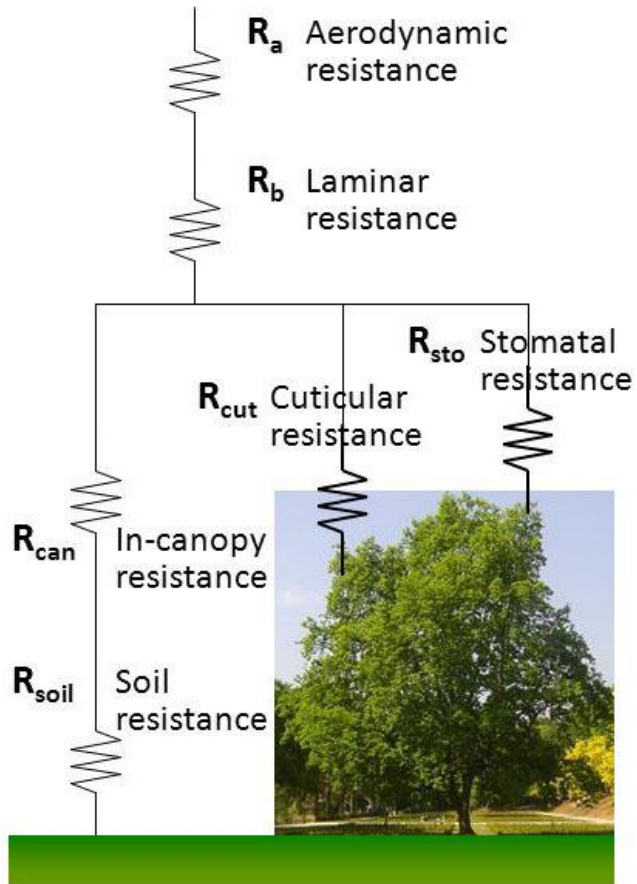 Ra Aerodynamic
resistance
Rb Laminar
resistance
Rsto Stomatal
resistance
Rcut Cuticular
resistance
Rcan In-canopy
resistance
Rsoil Soil
resistance